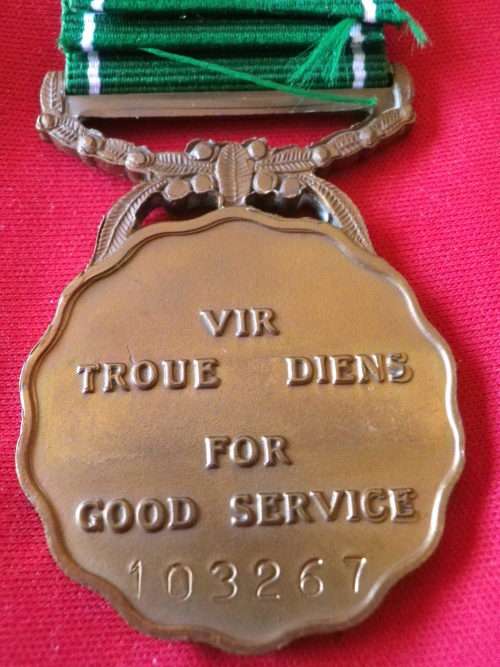 VIR
TROUE DIENS
FOR
GOOD SERVICE
103267